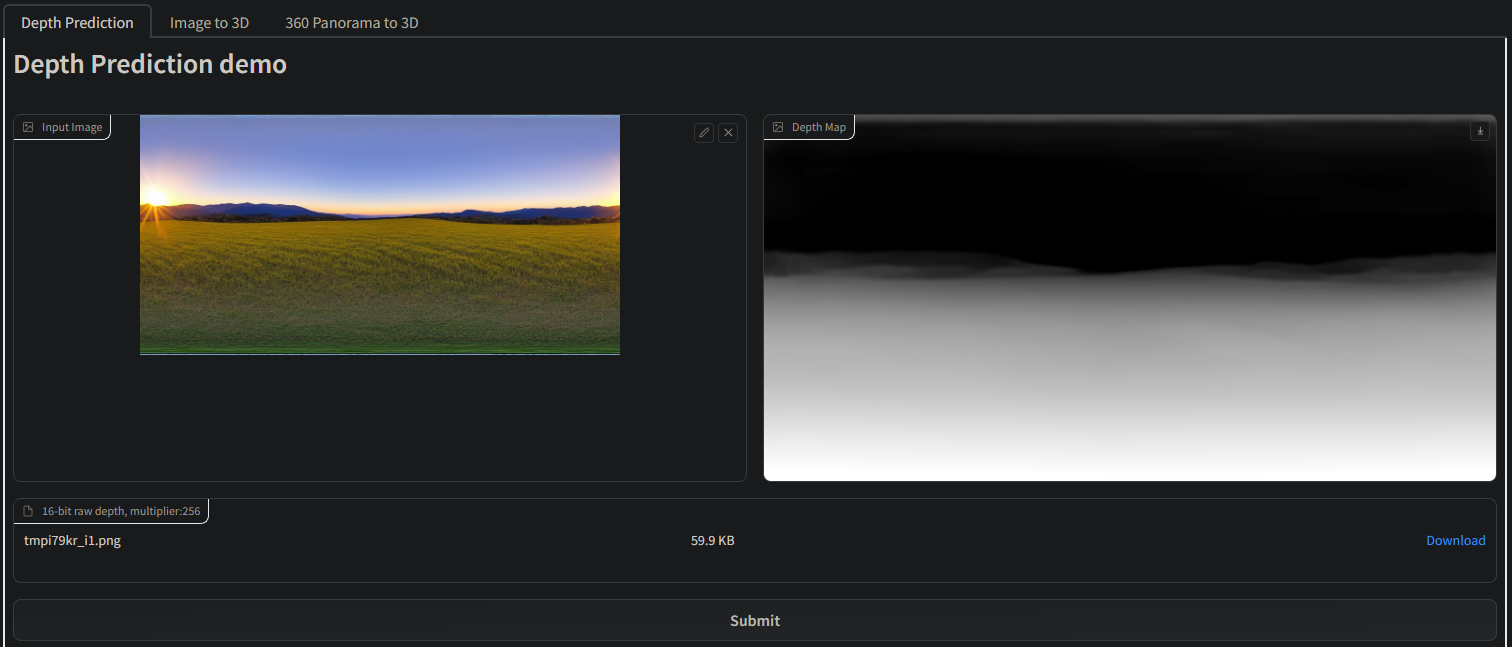 Depth Prediction
Image to 3D
360 Panorama to 3D
Depth Prediction demo
Input Image
Depth Map
16-bit raw depth, multiplier:256
tmpi79kr_i1.png
59.9 KB
Download
Submit